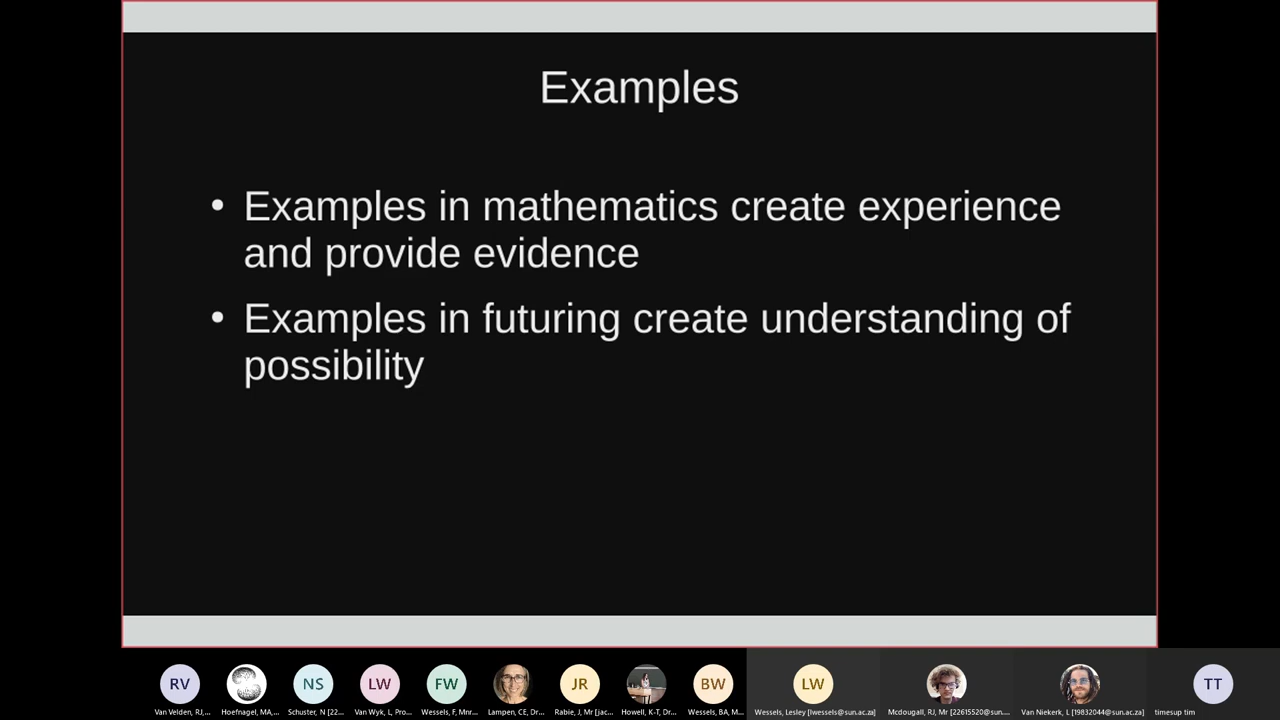 Examples
• Examples in mathematics create experience
and provide evidence
• Examples in futuring create understanding of
possibility
RV NS LW FW JR BW LW TT
Van Velden, RJ,... Hoefnagel, MA,... Schuster, N [22... Van Wyk, L, Pro... Wessels, F, Mnr... Lampen, CE, Dr... Rabie, J, Mr [jac... Howell, K-T, Dr... Wessels, BA, M... Wessels, Lesley [lwessels@sun.ac.za] Mcdougall, RJ, Mr [22615520@sun.... Van Niekerk, L [19832044@sun.ac.za] timesup tim